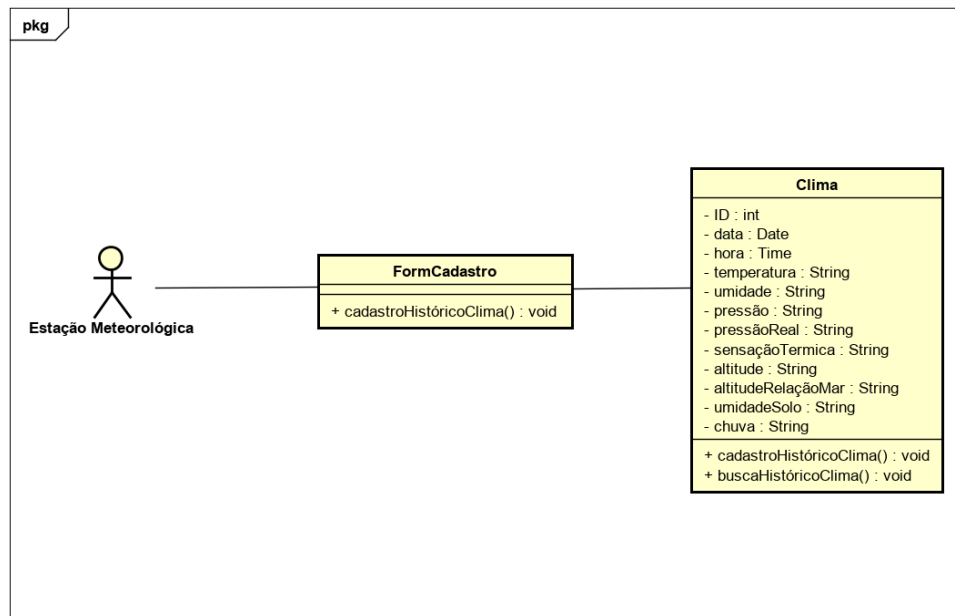 pkg
Estação Meteorológica
FormCadastro
+ cadastroHistóricoClima() : void
Clima
- ID : int
- data : Date
- hora : Time
- temperatura : String
- umidade : String
- pressão : String
- pressãoReal : String
- sensaçãoTermica : String
- altitude : String
- altitudeRelaçãoMar : String
- umidadeSolo : String
- chuva : String
+ cadastroHistóricoClima() : void
+ buscaHistóricoClima() : void